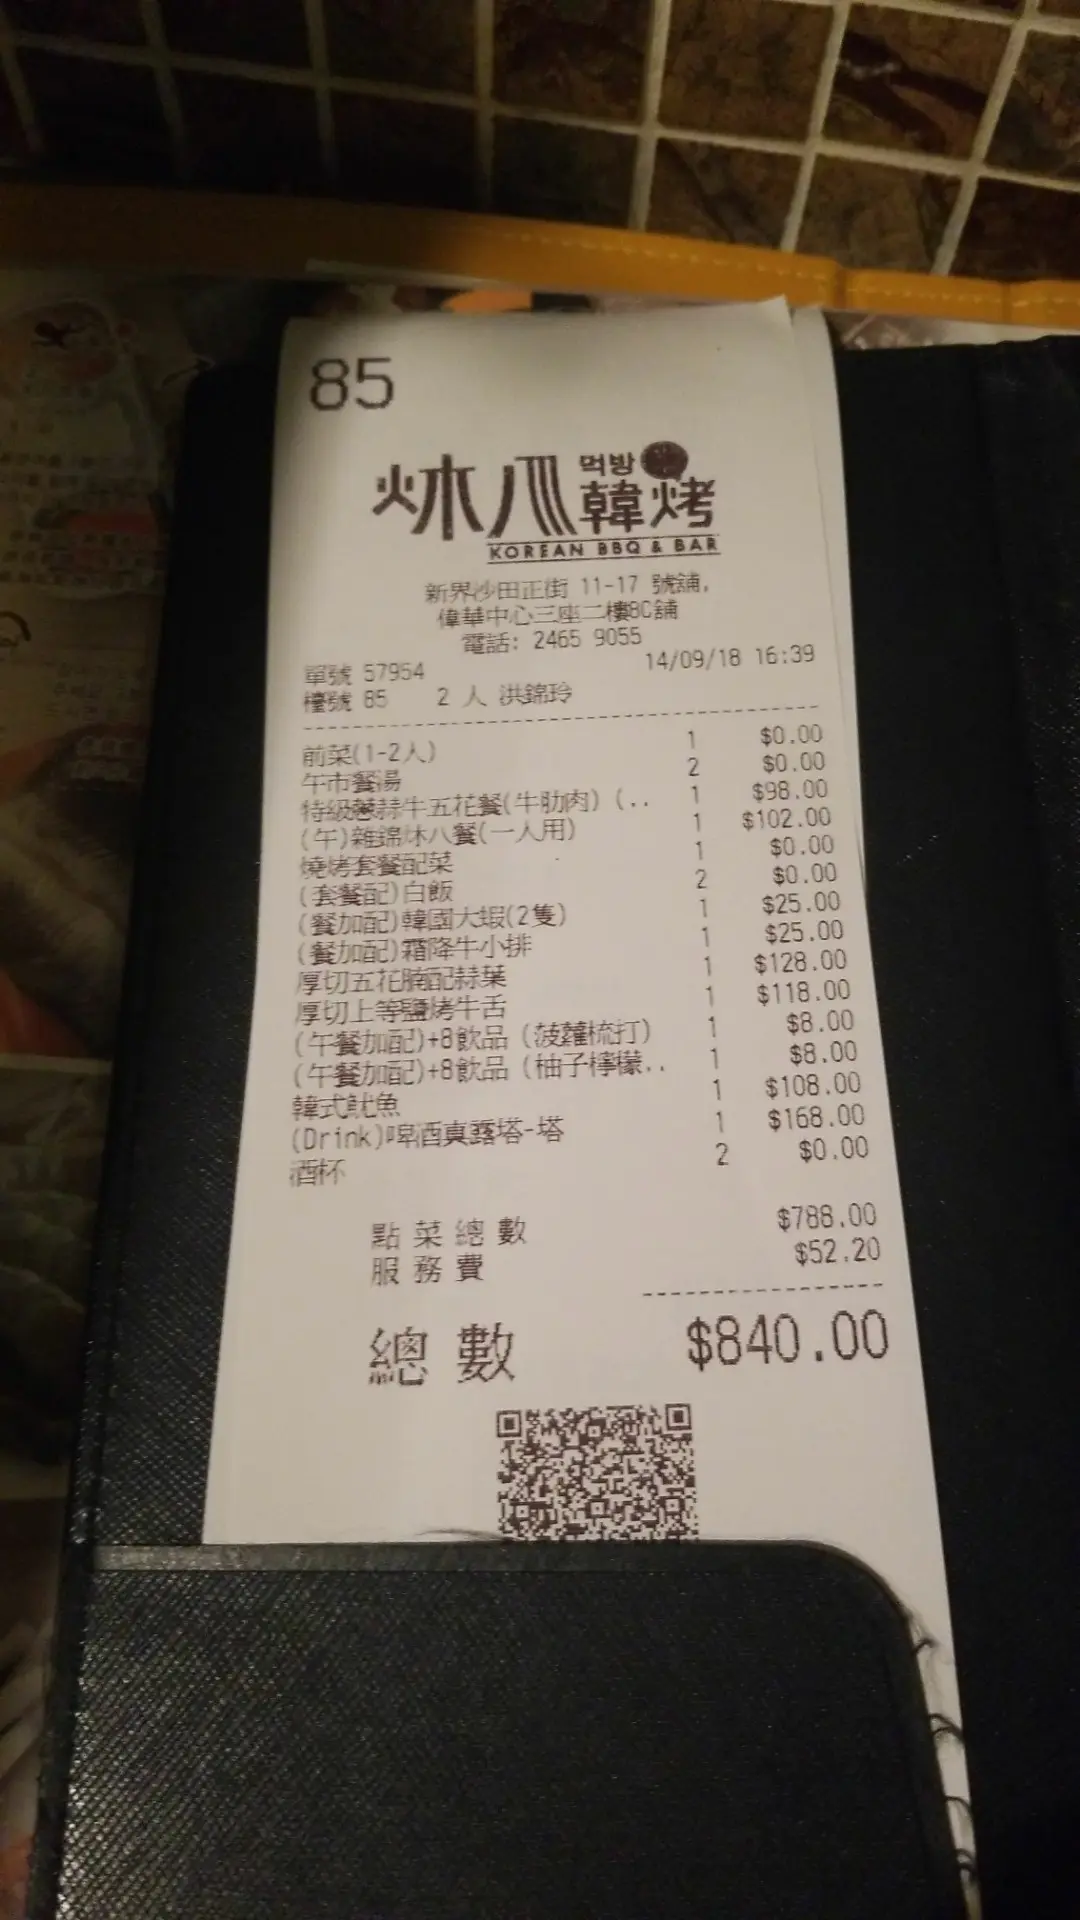 85
炑八 먹방 韓烤
KOREAN BBQ & BAR
新界沙田正街 11-17 號舖,
偉華中心三座二樓8C舖
電話: 2465 9055
單號 57954 14/09/18 16:39
檯號 85 2 人 洪錦玲
前菜(1-2人) 1 $0.00
午市餐湯 2 $0.00
特級蔥蒜牛五花餐(牛肋肉) (.. 1 $98.00
(午)雜錦炑八餐(一人用) 1 $102.00
燒烤套餐配菜 1 $0.00
(套餐配)白飯 2 $0.00
(餐加配)韓國大蝦(2隻) 1 $25.00
(餐加配)霜降牛小排 1 $25.00
厚切五花腩配蒜葉 1 $128.00
厚切上等鹽烤牛舌 1 $118.00
(午餐加配)+8飲品 (菠蘿梳打) 1 $8.00
(午餐加配)+8飲品 (柚子檸檬.. 1 $8.00
韓式魷魚 1 $108.00
(Drink)啤酒真露塔-塔 1 $168.00
酒杯 2 $0.00
點菜總數 $788.00
服務費 $52.20
總數 $840.00